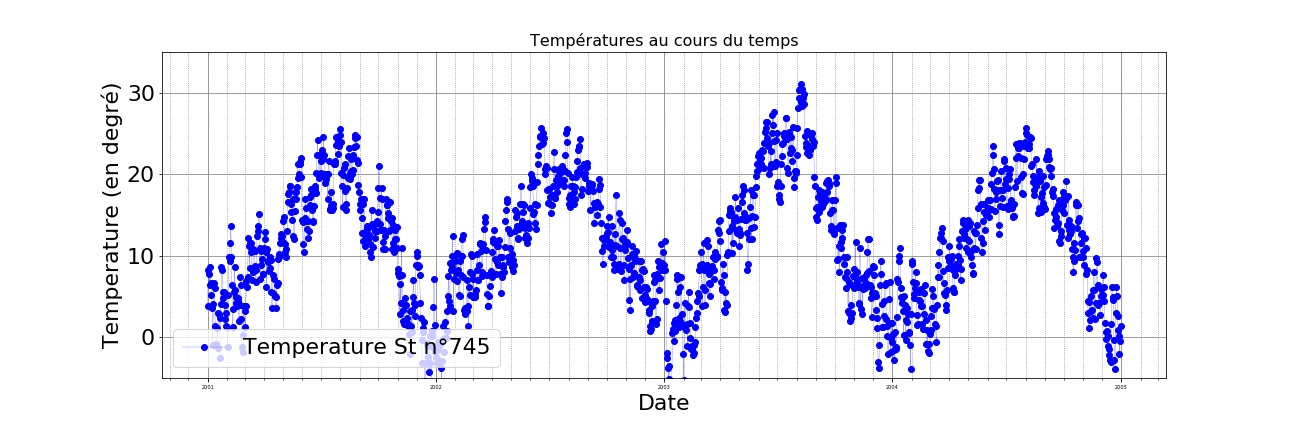 Températures au cours du temps
Temperature (en degré)
30
20
10
0
Temperature St n°745
2001 2002 2003 2004 2005
Date